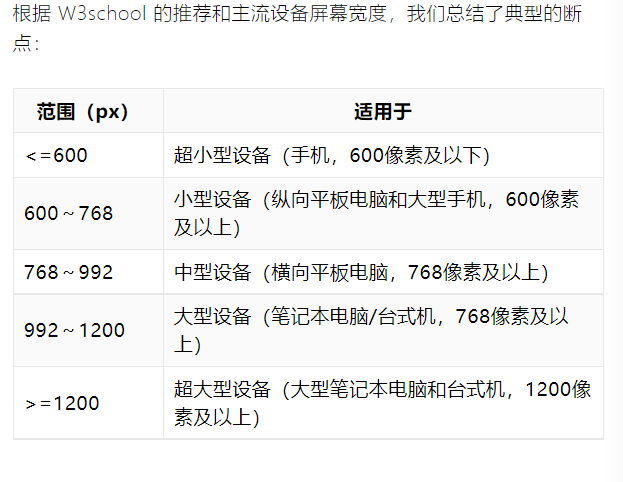 根据 W3school 的推荐和主流设备屏幕宽度，我们总结了典型的断
点：
范围（px） 适用于
<=600 超小型设备（手机，600像素及以下）
600～768 小型设备（纵向平板电脑和大型手机，600像素
及以上）
768～992 中型设备（横向平板电脑，768像素及以上）
992～1200 大型设备（笔记本电脑/台式机，768像素及以
上）
>=1200 超大型设备（大型笔记本电脑和台式机，1200像
素及以上）